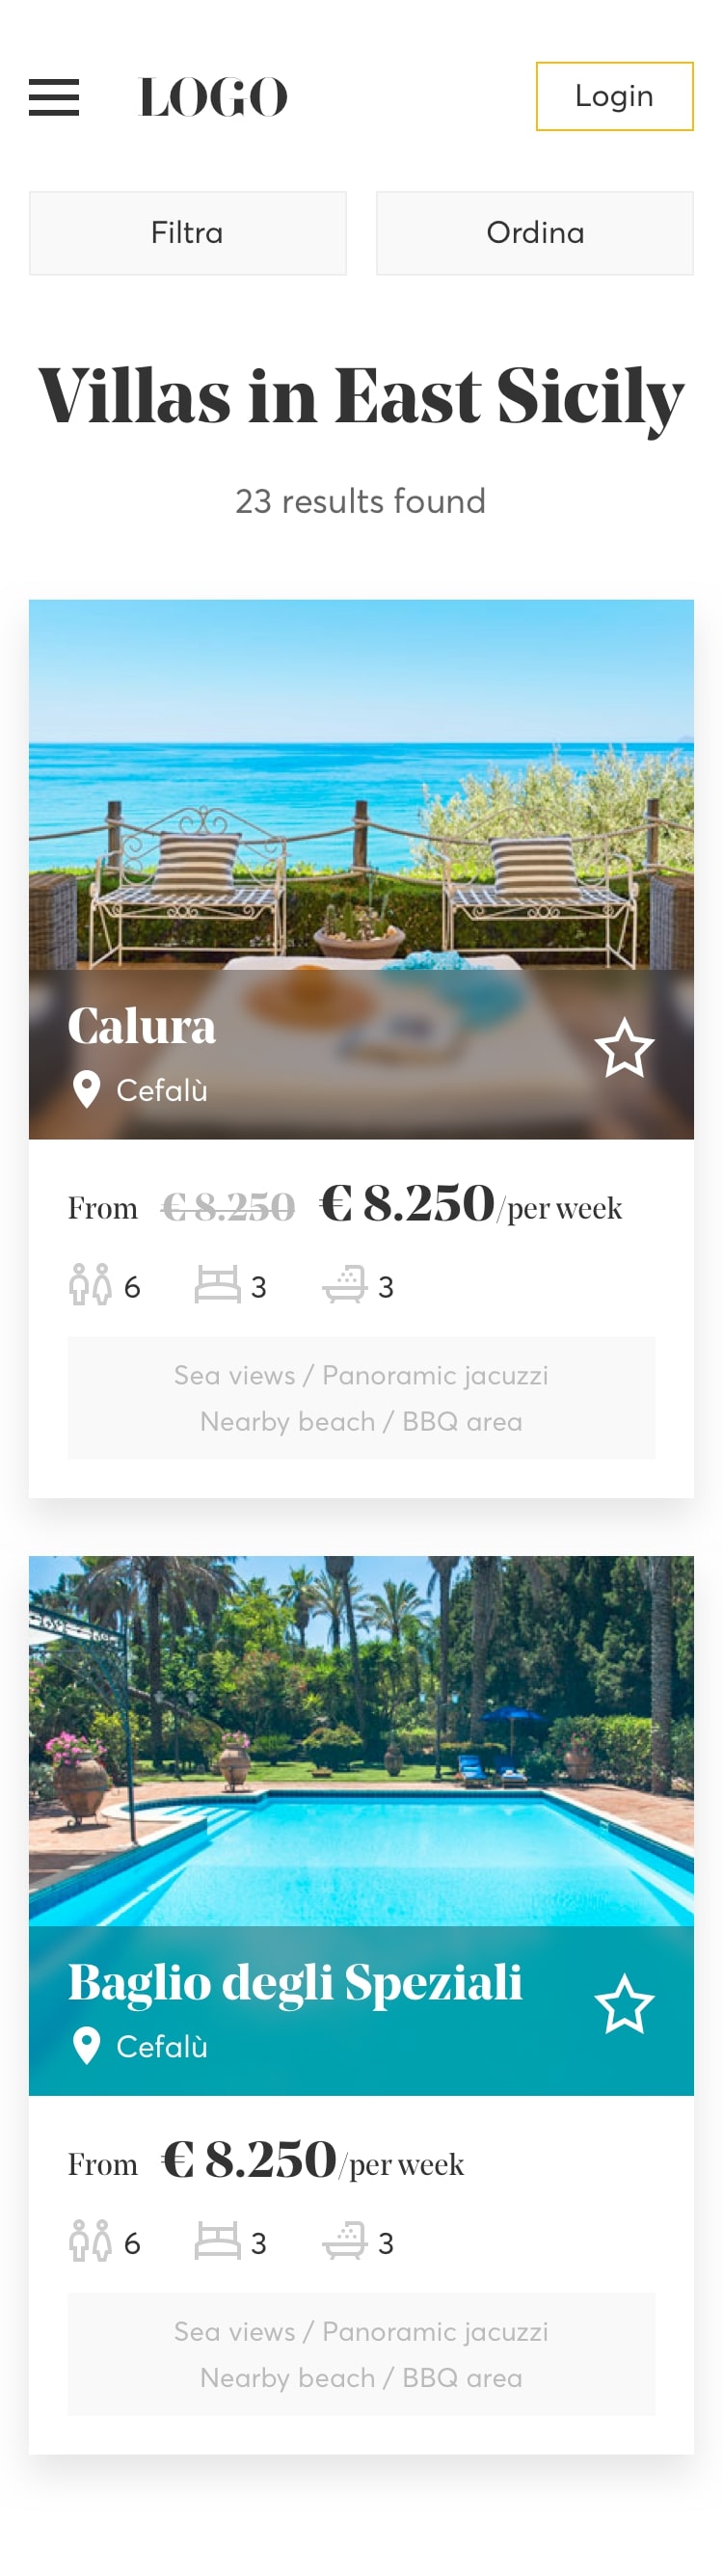 LOGO
Login
Filtra
Ordina
Villas in East Sicily
23 results found
Calura
Cefalù
From € 8.250 € 8.250/per week
6 3 3
Sea views / Panoramic jacuzzi
Nearby beach / BBQ area
Baglio degli Speziali
Cefalù
From € 8.250/per week
6 3 3
Sea views / Panoramic jacuzzi
Nearby beach / BBQ area